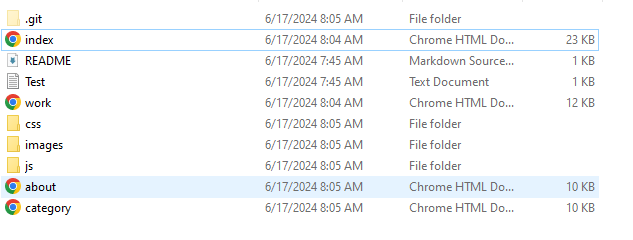 .git 6/17/2024 8:05 AM File folder
index 6/17/2024 8:04 AM Chrome HTML Do... 23 KB
README 6/17/2024 7:45 AM Markdown Source... 1 KB
Test 6/17/2024 7:45 AM Text Document 1 KB
work 6/17/2024 8:04 AM Chrome HTML Do... 12 KB
css 6/17/2024 8:05 AM File folder
images 6/17/2024 8:05 AM File folder
js 6/17/2024 8:05 AM File folder
about 6/17/2024 8:05 AM Chrome HTML Do... 10 KB
category 6/17/2024 8:05 AM Chrome HTML Do... 10 KB